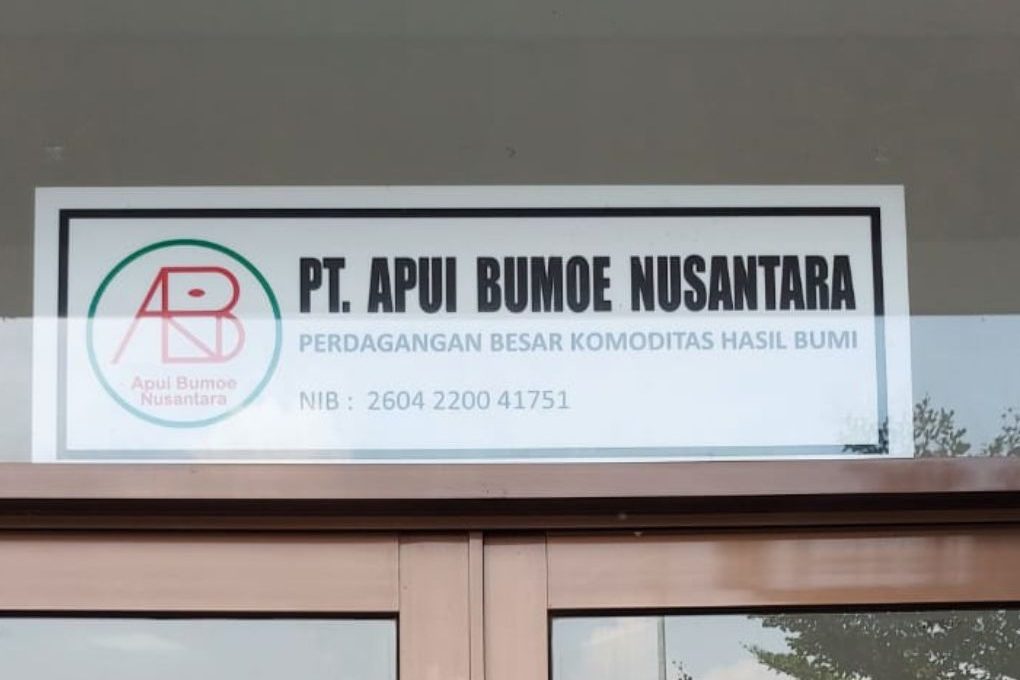 PT. APUI BUMOE NUSANTARA
PERDAGANGAN BESAR KOMODITAS HASIL BUMI
NIB : 2604 2200 41751
ABN
Apui Bumoe
Nusantara